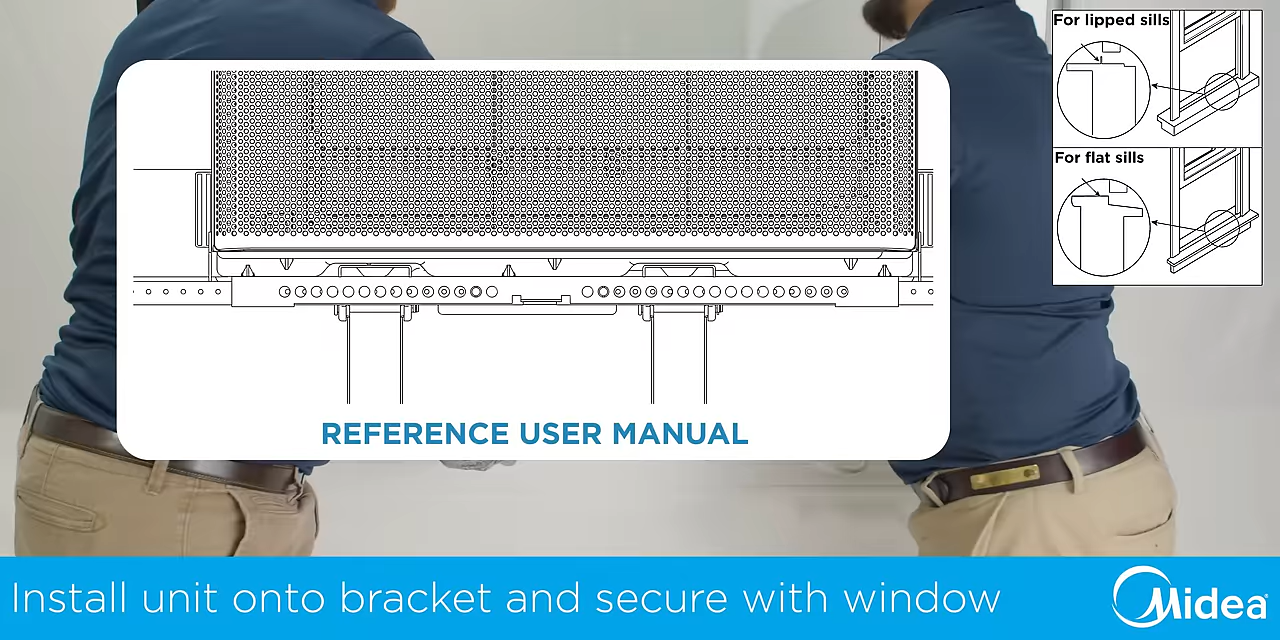 For lipped sills
For flat sills
REFERENCE USER MANUAL
Install unit onto bracket and secure with window
Midea